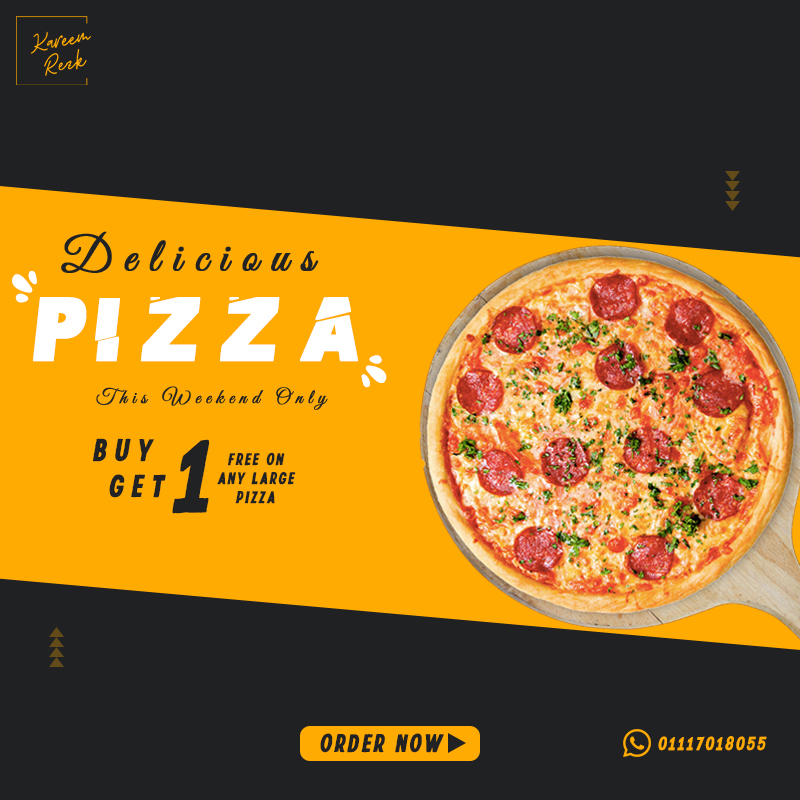 Kareem
Rezk
Delicious
PIZZA
This Weekend Only
BUY
GET 1
FREE ON
ANY LARGE
PIZZA
ORDER NOW
01117018055